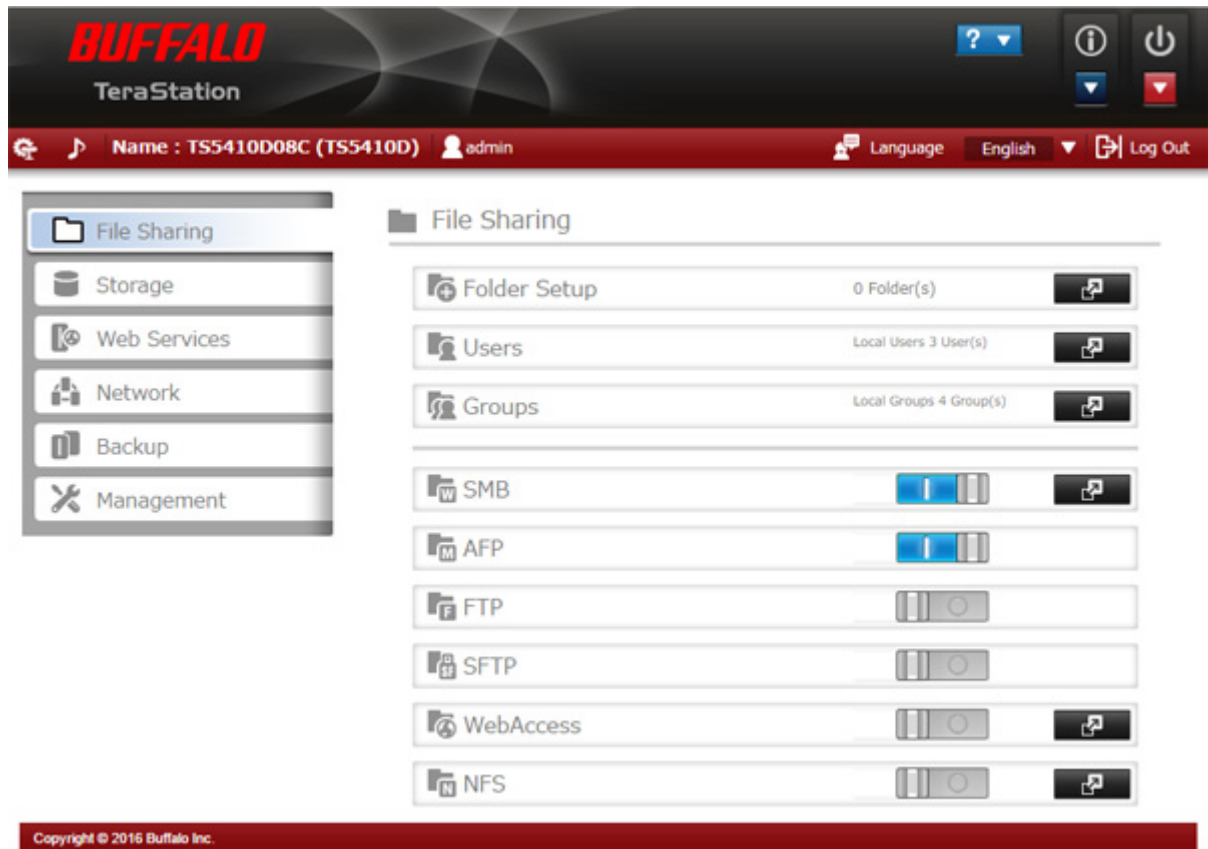 BUFFALO
TeraStation
?
Name : TS5410D08C (TS5410D) admin Language English Log Out
File Sharing
Storage
Web Services
Network
Backup
Management
File Sharing
Folder Setup 0 Folder(s)
Users Local Users 3 User(s)
Groups Local Groups 4 Group(s)
SMB
AFP
FTP
SFTP
WebAccess
NFS
Copyright © 2016 Buffalo Inc.